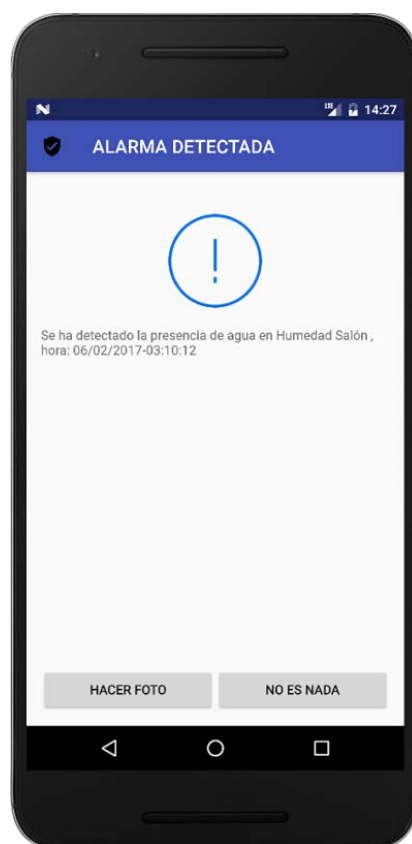 14:27
ALARMA DETECTADA
Se ha detectado la presencia de agua en Humedad Salón ,
hora: 06/02/2017-03:10:12
HACER FOTO
NO ES NADA